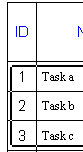 ID N
1 Task a
2 Task b
3 Task c